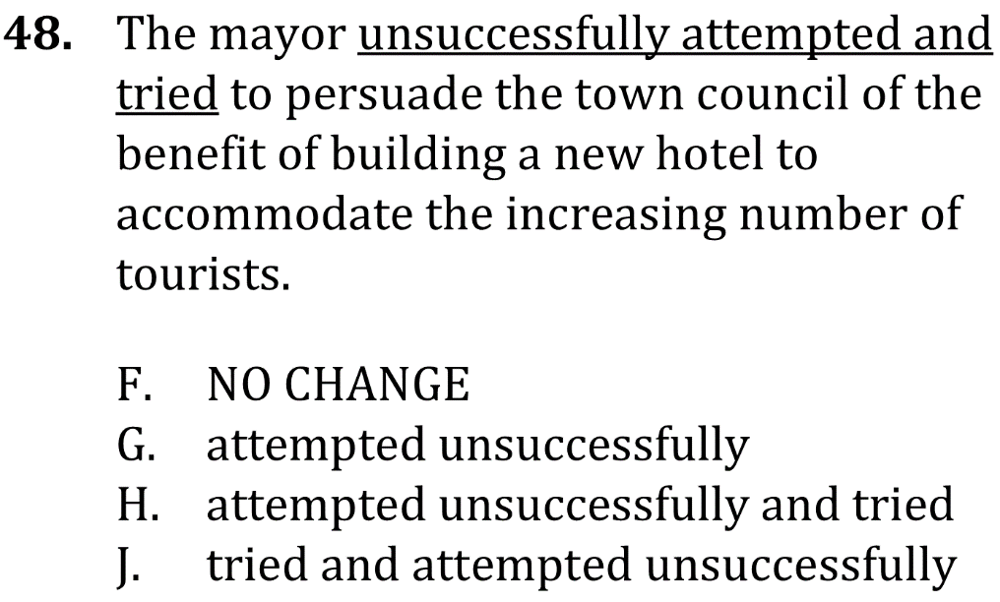 48. The mayor unsuccessfully attempted and
tried to persuade the town council of the
benefit of building a new hotel to
accommodate the increasing number of
tourists.
F. NO CHANGE
G. attempted unsuccessfully
H. attempted unsuccessfully and tried
J. tried and attempted unsuccessfully